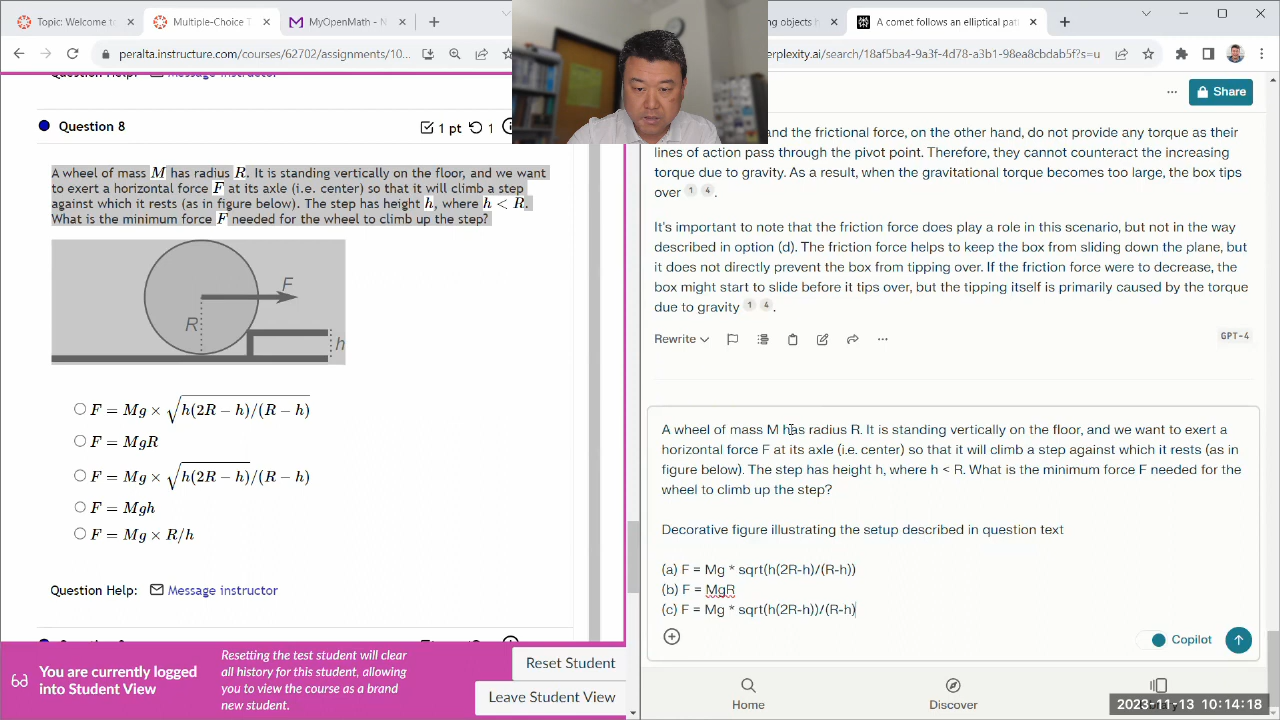 Topic: Welcome to
Multiple-Choice T
MyOpenMath - N
ng objects
A comet follows an elliptical pat
peralta.instructure.com/courses/62702/assignments/10...
erplexity.ai/search/18af5ba4-9a3f-4d78-a3b1-98ea8cbdab5f?s=u
Message instructor
Question 8
1 pt
1
A wheel of mass M has radius R. It is standing vertically on the floor, and we want
to exert a horizontal force F at its axle (i.e. center) so that it will climb a step
against which it rests (as in figure below). The step has height h, where h < R.
What is the minimum force F needed for the wheel to climb up the step?
F
R
h
F = Mg × √h(2R − h)/(R − h)
F = MgR
F = Mg × √h(2R − h)/(R − h)
F = Mgh
F = Mg × R/h
Question Help:
Message instructor
You are currently logged
into Student View
Resetting the test student will clear
all history for this student, allowing
you to view the course as a brand
new student.
Reset Student
Leave Student View
Share
and the frictional force, on the other hand, do not provide any torque as their
lines of action pass through the pivot point. Therefore, they cannot counteract the increasing
torque due to gravity. As a result, when the gravitational torque becomes too large, the box tips
over 1 4 .
It's important to note that the friction force does play a role in this scenario, but not in the way
described in option (d). The friction force helps to keep the box from sliding down the plane, but
it does not directly prevent the box from tipping over. If the friction force were to decrease, the
box might start to slide before it tips over, but the tipping itself is primarily caused by the torque
due to gravity 1 4 .
Rewrite
GPT-4
A wheel of mass M has radius R. It is standing vertically on the floor, and we want to exert a
horizontal force F at its axle (i.e. center) so that it will climb a step against which it rests (as in
figure below). The step has height h, where h < R. What is the minimum force F needed for the
wheel to climb up the step?
Decorative figure illustrating the setup described in question text
(a) F = Mg * sqrt(h(2R-h)/(R-h))
(b) F = MgR
(c) F = Mg * sqrt(h(2R-h))/(R-h)
Copilot
Home
Discover
2023-11-13 10:14:18